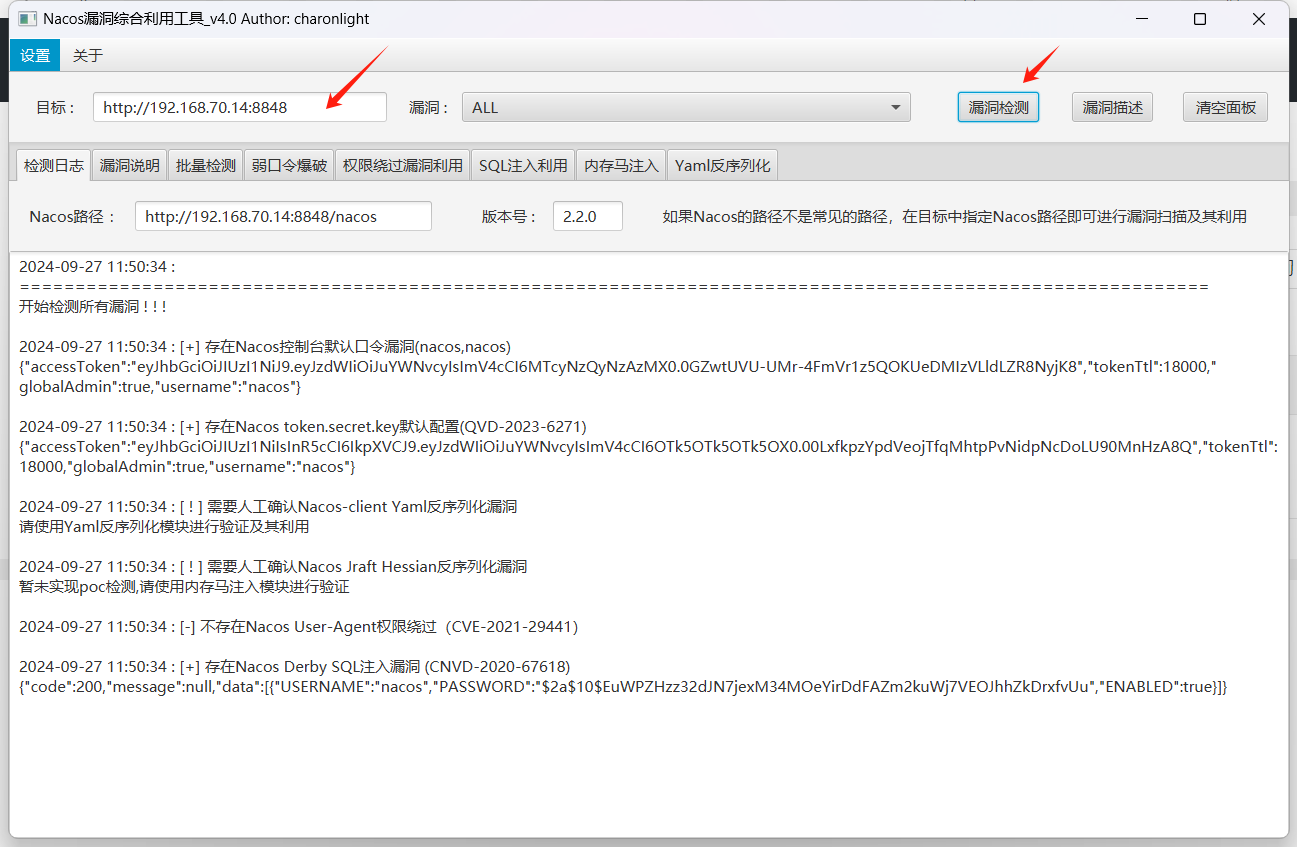 Nacos漏洞综合利用工具_v4.0 Author: charonlight
设置 关于
目标： http://192.168.70.14:8848 漏洞： ALL 漏洞检测 漏洞描述 清空面板
检测日志 漏洞说明 批量检测 弱口令爆破 权限绕过漏洞利用 SQL注入利用 内存马注入 Yaml反序列化
Nacos路径： http://192.168.70.14:8848/nacos 版本号： 2.2.0 如果Nacos的路径不是常见的路径，在目标中指定Nacos路径即可进行漏洞扫描及其利用
2024-09-27 11:50:34 :
=====================================================================================================
开始检测所有漏洞 ! ! !
2024-09-27 11:50:34 : [+] 存在Nacos控制台默认口令漏洞(nacos,nacos)
{"accessToken":"eyJhbGciOiJIUzI1NiJ9.eyJzdWIiOiJuYWNvcyIsImV4cCI6MTcyNzQyNzAzMX0.0GZwtUVU-UMr-4FmVr1z5QOKUeDMIzVLldLZR8NyjK8","tokenTtl":18000,"
globalAdmin":true,"username":"nacos"}
2024-09-27 11:50:34 : [+] 存在Nacos token.secret.key默认配置(QVD-2023-6271)
{"accessToken":"eyJhbGciOiJIUzI1NiIsInR5cCI6IkpXVCJ9.eyJzdWIiOiJuYWNvcyIsImV4cCI6OTk5OTk5OTk5OX0.00LxfkpzYpdVeojTfqMhtpPvNidpNcDoLU90MnHzA8Q","tokenTtl":
18000,"globalAdmin":true,"username":"nacos"}
2024-09-27 11:50:34 : [ ! ] 需要人工确认Nacos-client Yaml反序列化漏洞
请使用Yaml反序列化模块进行验证及其利用
2024-09-27 11:50:34 : [ ! ] 需要人工确认Nacos Jraft Hessian反序列化漏洞
暂未实现poc检测,请使用内存马注入模块进行验证
2024-09-27 11:50:34 : [-] 不存在Nacos User-Agent权限绕过（CVE-2021-29441）
2024-09-27 11:50:34 : [+] 存在Nacos Derby SQL注入漏洞 (CNVD-2020-67618)
{"code":200,"message":null,"data":[{"USERNAME":"nacos","PASSWORD":"$2a$10$EuWPZHzz32dJN7jexM34MOeYirDdFAZm2kuWj7VEOJhhZkDrxfvUu","ENABLED":true}]}